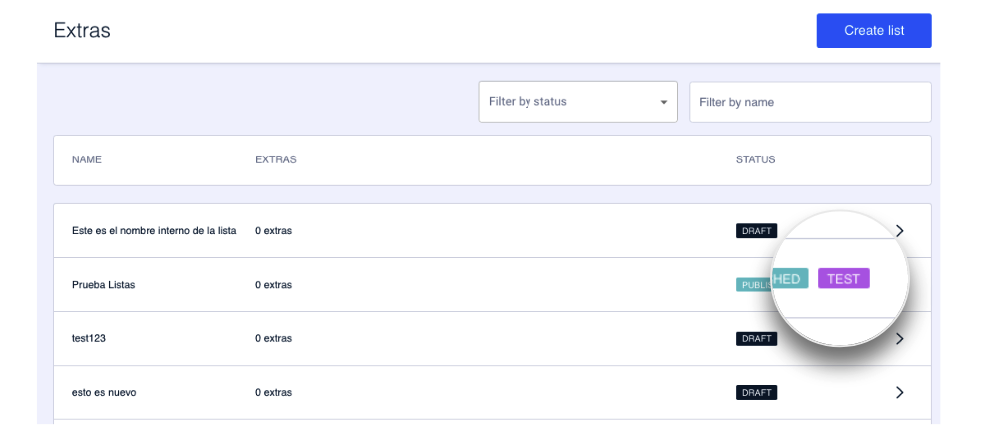 Extras Create list
Filter by status Filter by name
NAME EXTRAS STATUS
Este es el nombre interno de la lista 0 extras DRAFT
Prueba Listas 0 extras PUBLISHED TEST
test123 0 extras DRAFT
esto es nuevo 0 extras DRAFT